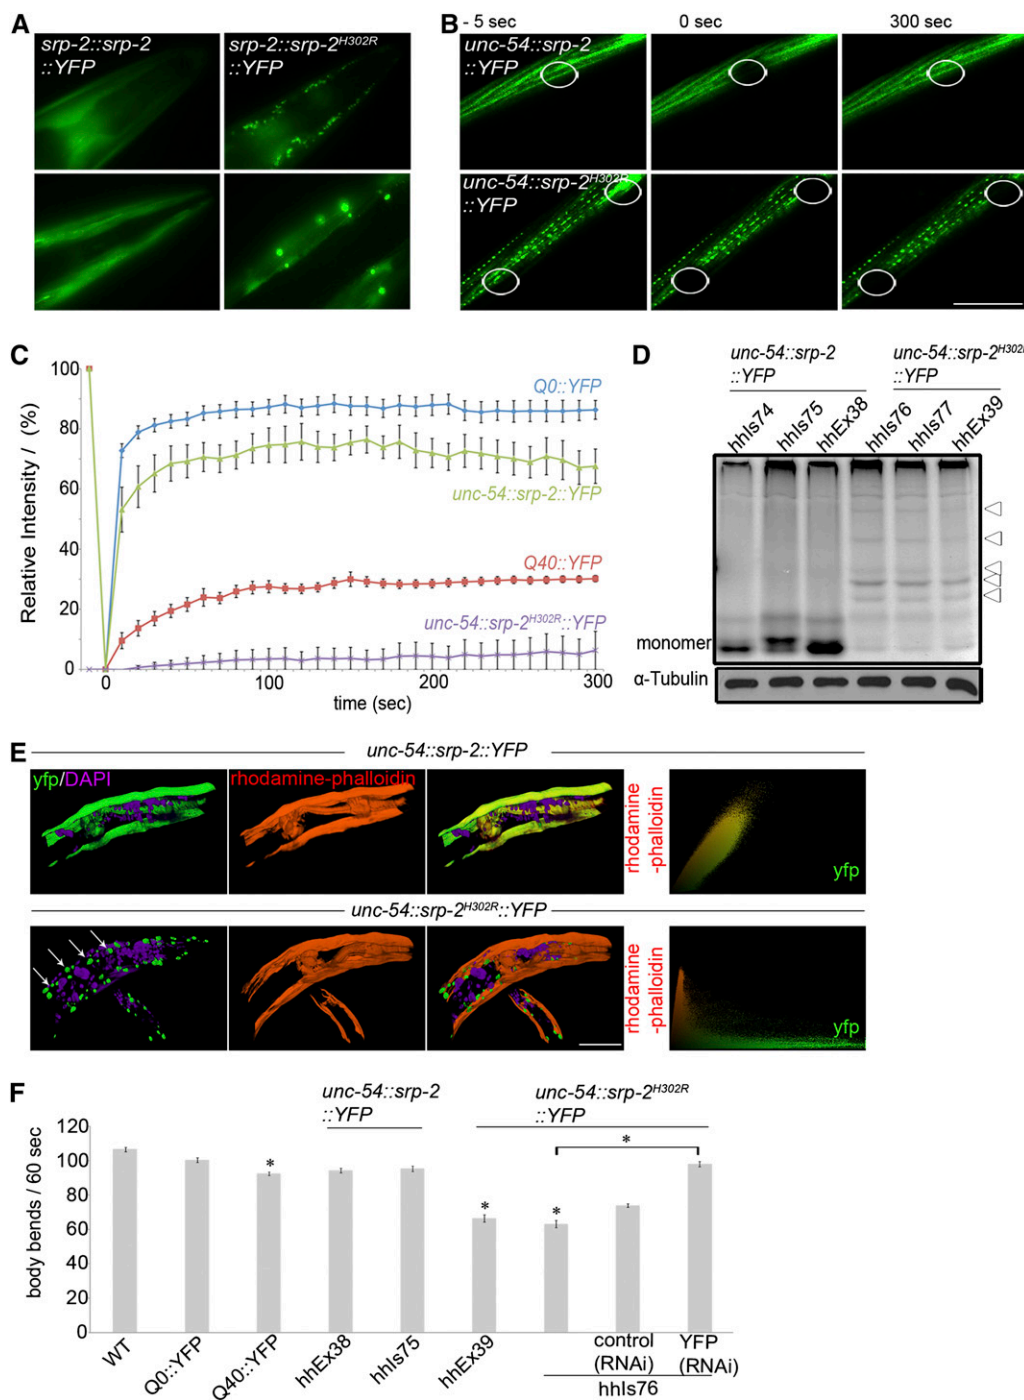 A
srp-2::srp-2
::YFP
srp-2::srp-2H302R
::YFP
B
- 5 sec
0 sec
300 sec
unc-54::srp-2
::YFP
unc-54::srp-2H302R
::YFP
C
Relative Intensity / (%)
100
80
60
40
20
0
Q0::YFP
unc-54::srp-2::YFP
Q40::YFP
unc-54::srp-2H302R::YFP
0
100
200
300
time (sec)
D
unc-54::srp-2
::YFP
unc-54::srp-2H302R
::YFP
hhIs74
hhIs75
hhEx38
hhIs76
hhIs77
hhEx39
monomer
α-Tubulin
E
unc-54::srp-2::YFP
yfp/DAPI
rhodamine-phalloidin
rhodamine
-phalloidin
yfp
unc-54::srp-2H302R::YFP
rhodamine
-phalloidin
yfp
F
unc-54::srp-2
::YFP
unc-54::srp-2H302R
::YFP
body bends / 60 sec
120
100
80
60
40
20
0
*
*
*
*
WT
Q0::YFP
Q40::YFP
hhEx38
hhIs75
hhEx39
control
(RNAi)
YFP
(RNAi)
hhIs76